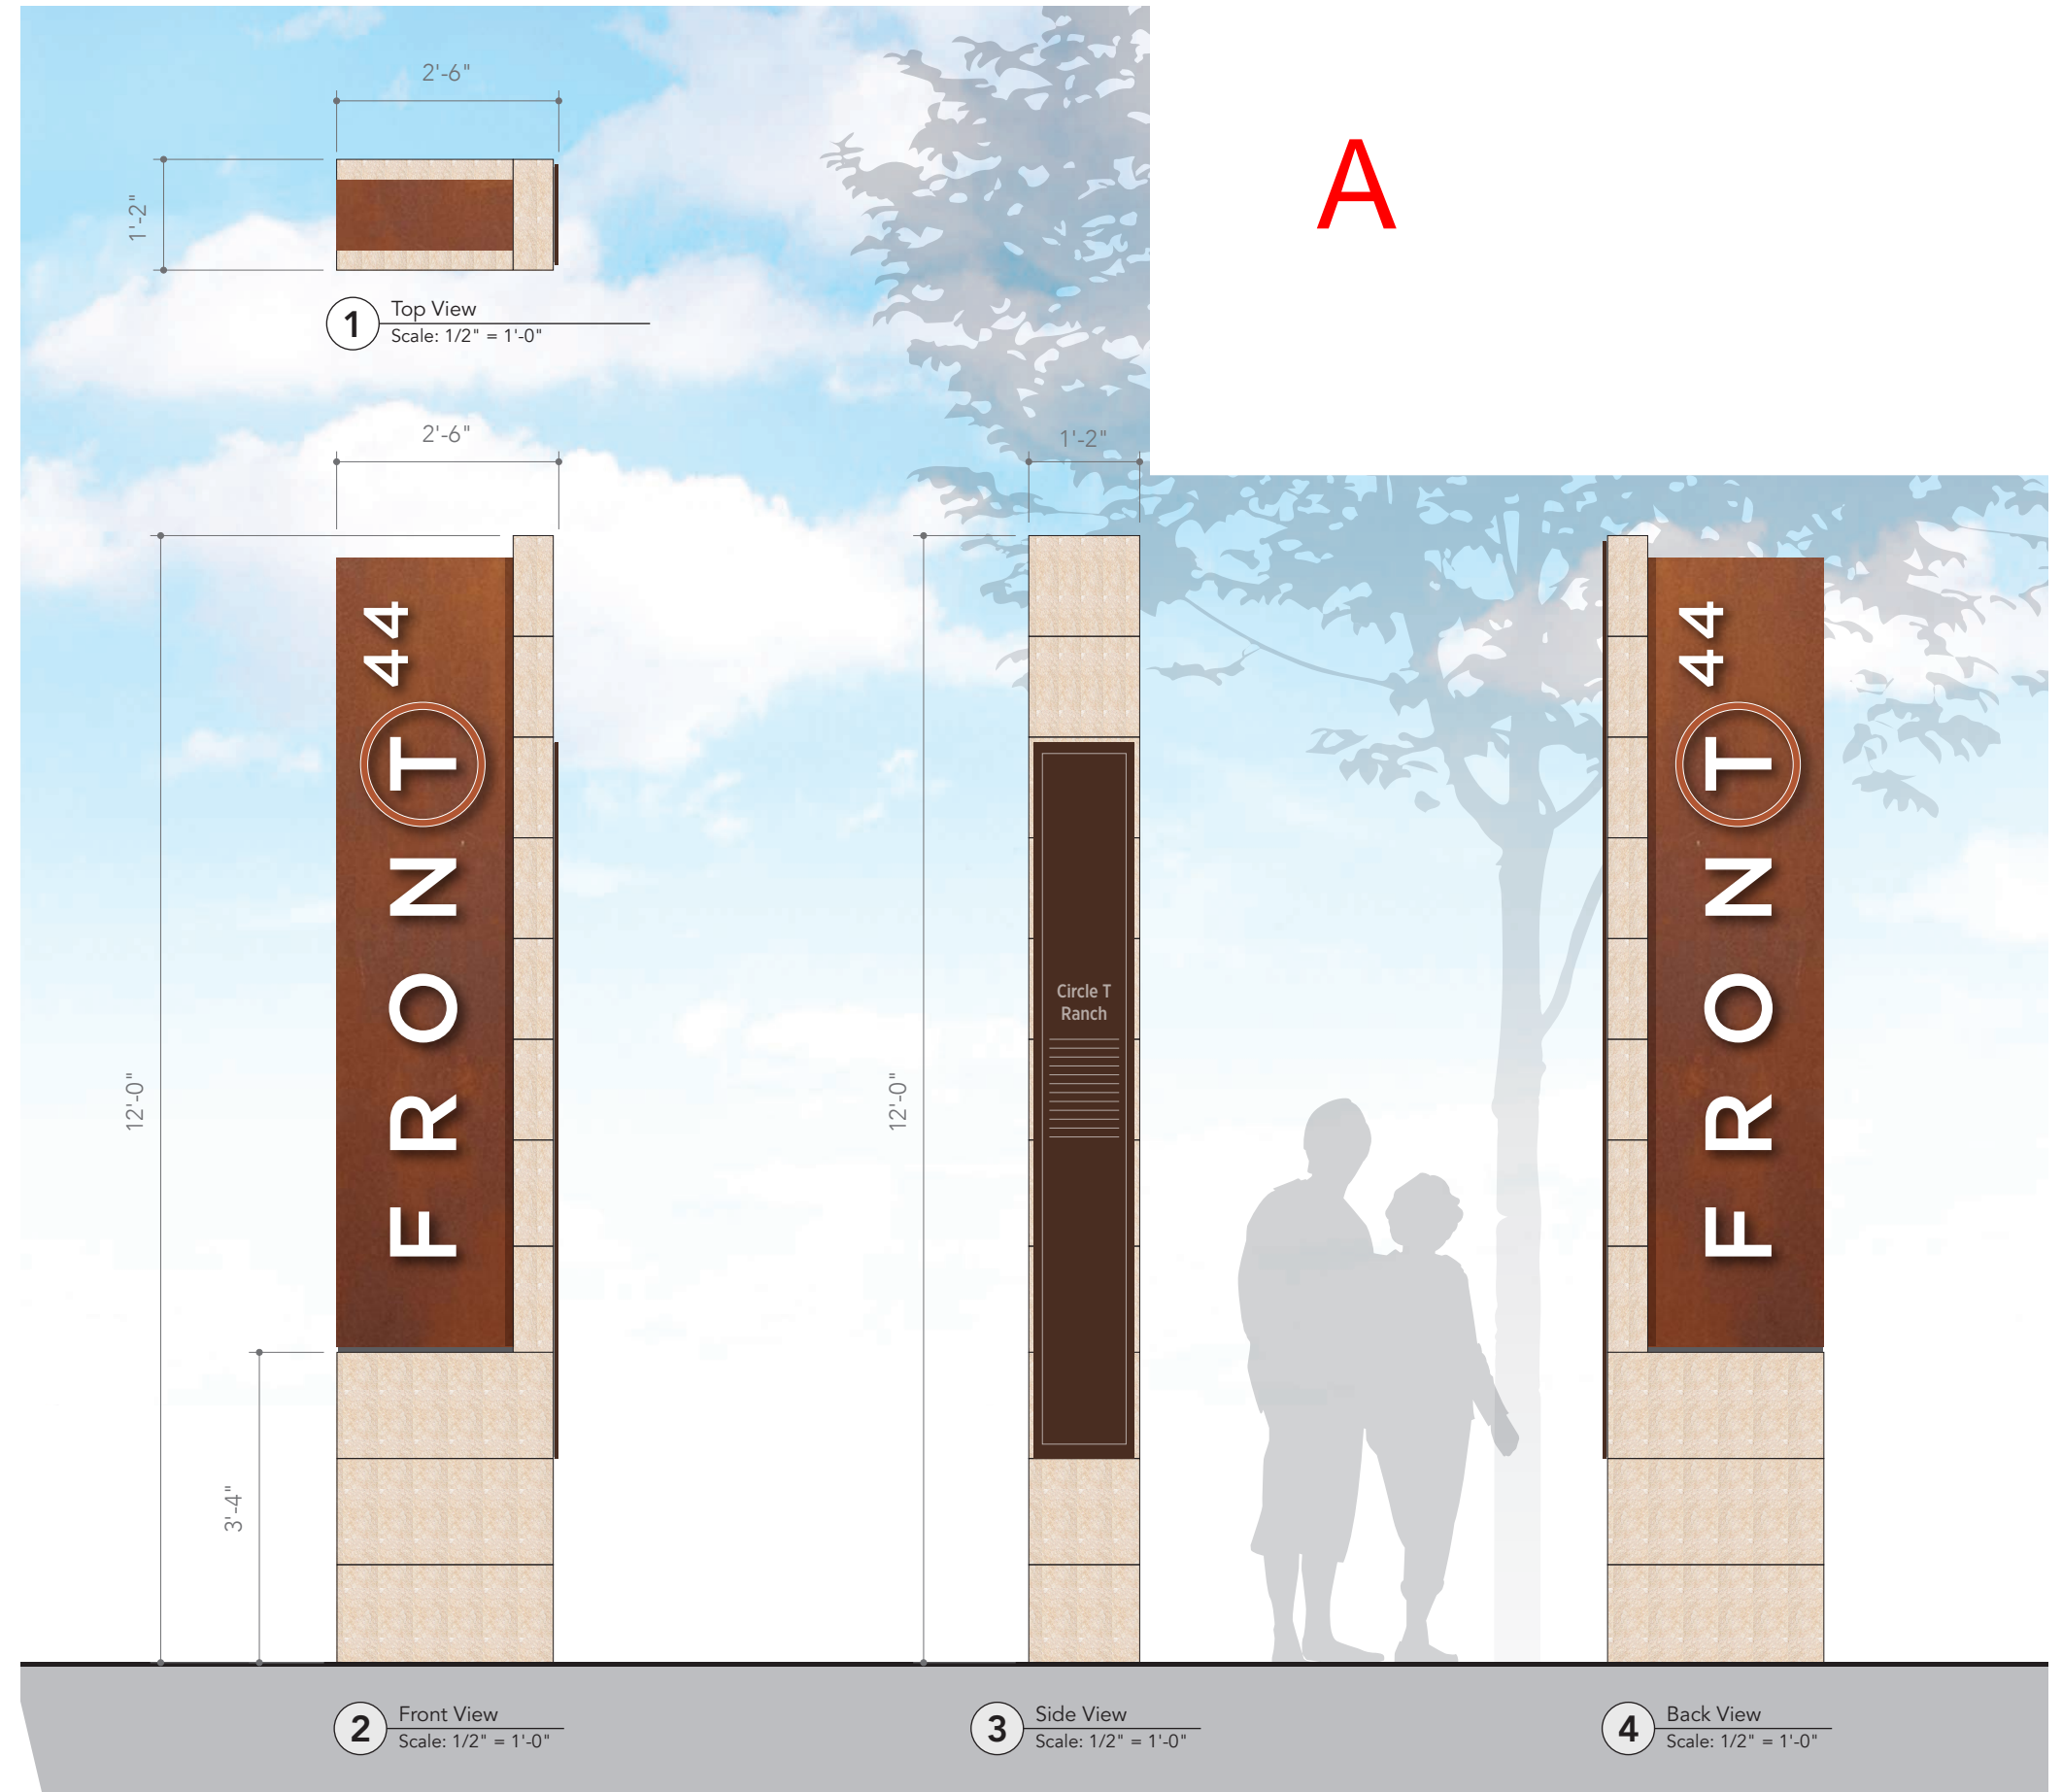 2'-6"
A
1'-2"
1 Top View
Scale: 1/2" = 1'-0"
2'-6"
1'-2"
FRONT 44
FRONT 44
Circle T
Ranch
12'-0"
12'-0"
3'-4"
2 Front View
Scale: 1/2" = 1'-0"
3 Side View
Scale: 1/2" = 1'-0"
4 Back View
Scale: 1/2" = 1'-0"